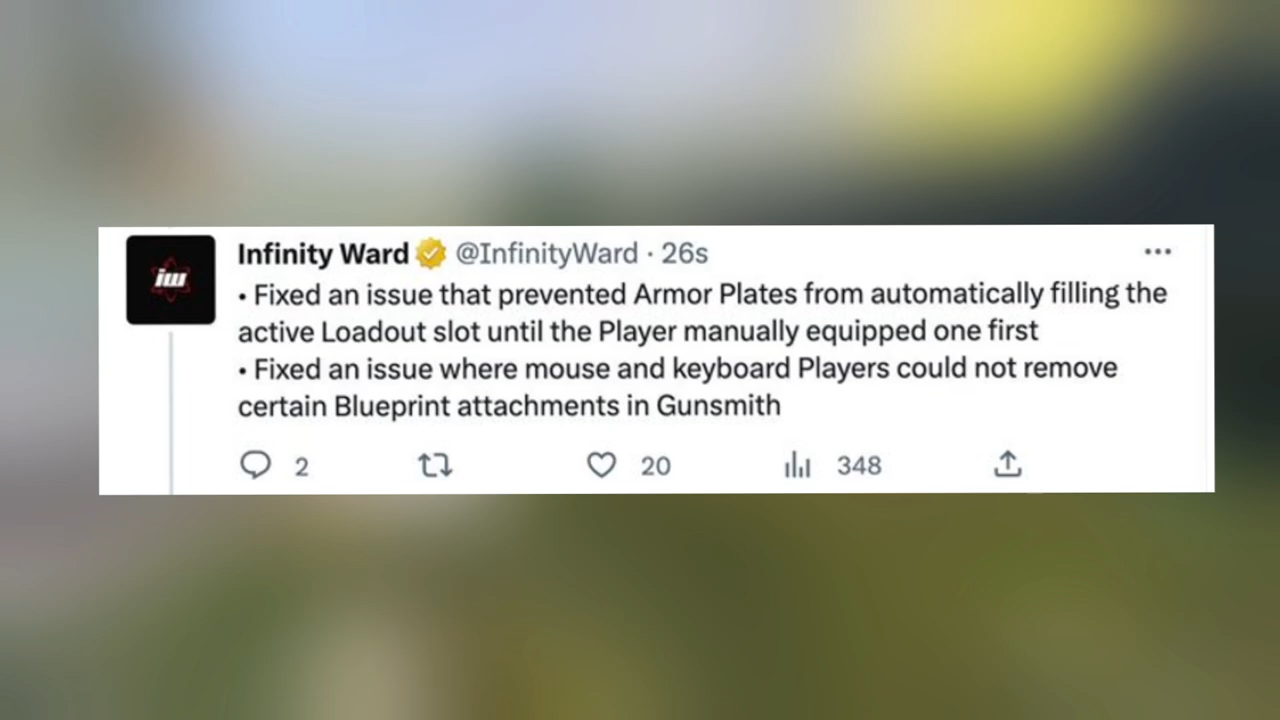 iw
Infinity Ward @InfinityWard · 26s
• Fixed an issue that prevented Armor Plates from automatically filling the
active Loadout slot until the Player manually equipped one first
• Fixed an issue where mouse and keyboard Players could not remove
certain Blueprint attachments in Gunsmith
2 20 348